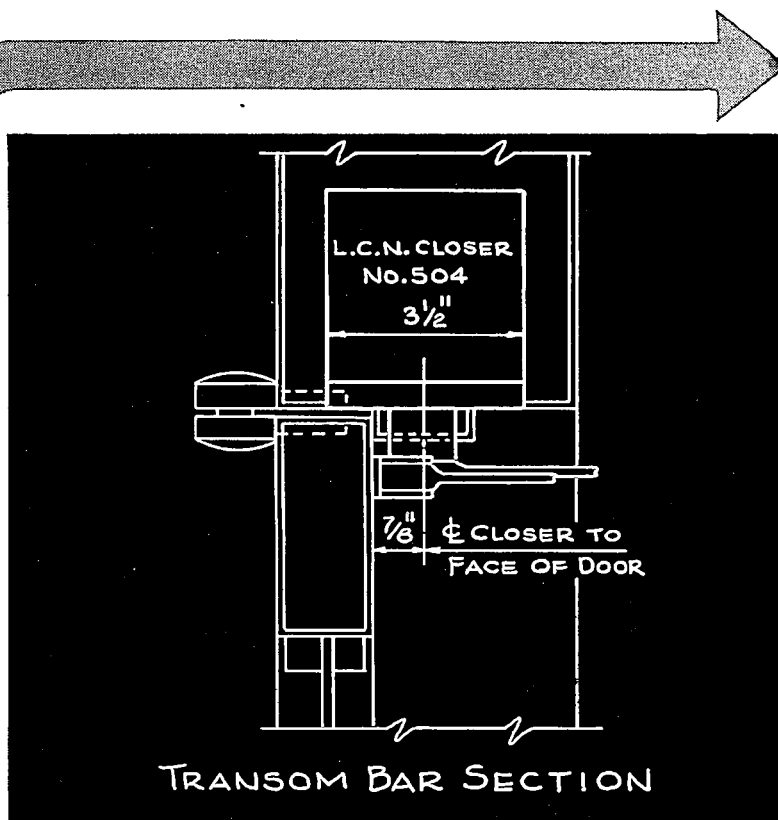 L.C.N. CLOSER
NO. 504
3½"
⅞" ℄ CLOSER TO
FACE OF DOOR
TRANSOM BAR SECTION